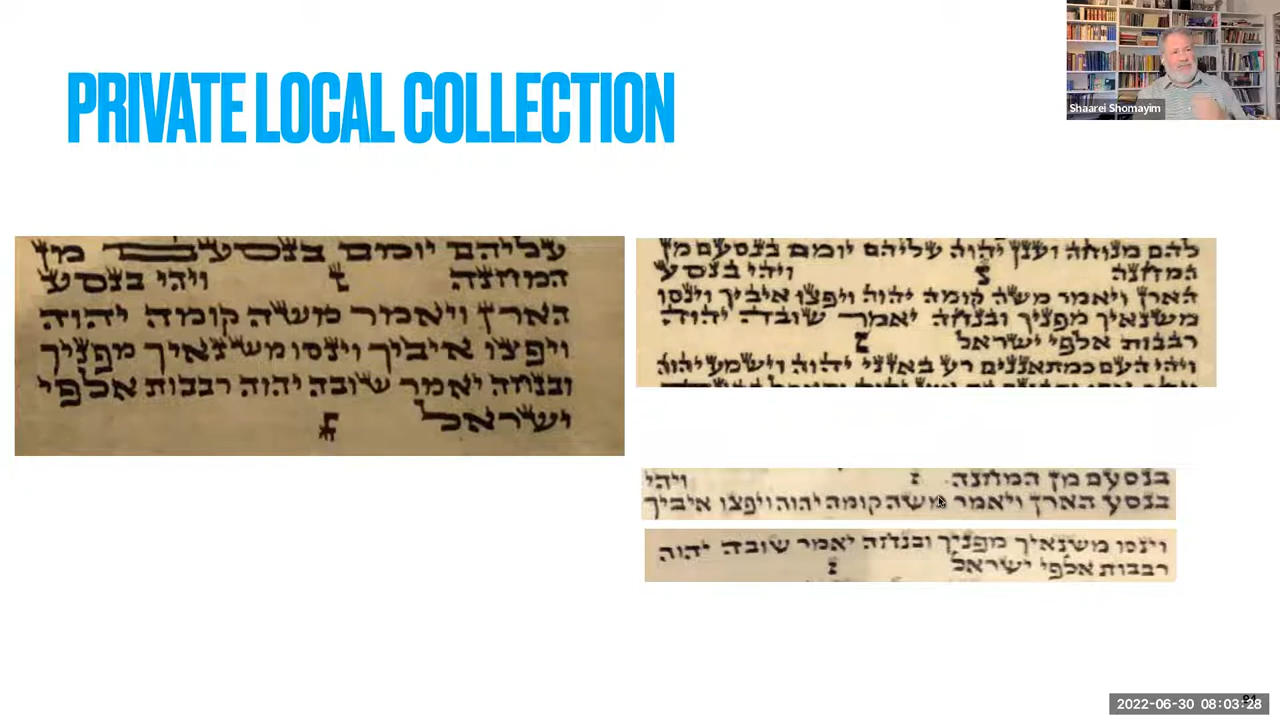 PRIVATE LOCAL COLLECTION
Shaarei Shomayim
עליהם יומם בנסעם מן
המחנה ׆ ויהי בנסע
הארן ויאמר משה קומה יהוה
ויפצו איביך וינסו משנאיך מפניך
ובנחה יאמר שובה יהוה רבבות אלפי
ישראל ׆
להם מנוחה וענן יהוה עליהם יומם בנסעם מן
המחנה ׆ ויהי בנסע
הארן ויאמר משה קומה יהוה ויפצו איביך וינסו
משנאיך מפניך ובנחה יאמר שובה יהוה
רבבות אלפי ישראל ׆
ויהי העם כמתאננים רע באזני יהוה וישמע יהוה
בנסעם מן המחנה ׆ ויהי
בנסע הארן ויאמר משה קומה יהוה ויפצו איביך
וינסו משנאיך מפניך ובנחה יאמר שובה יהוה
רבבות אלפי ישראל ׆
2022-06-30 08:03:28